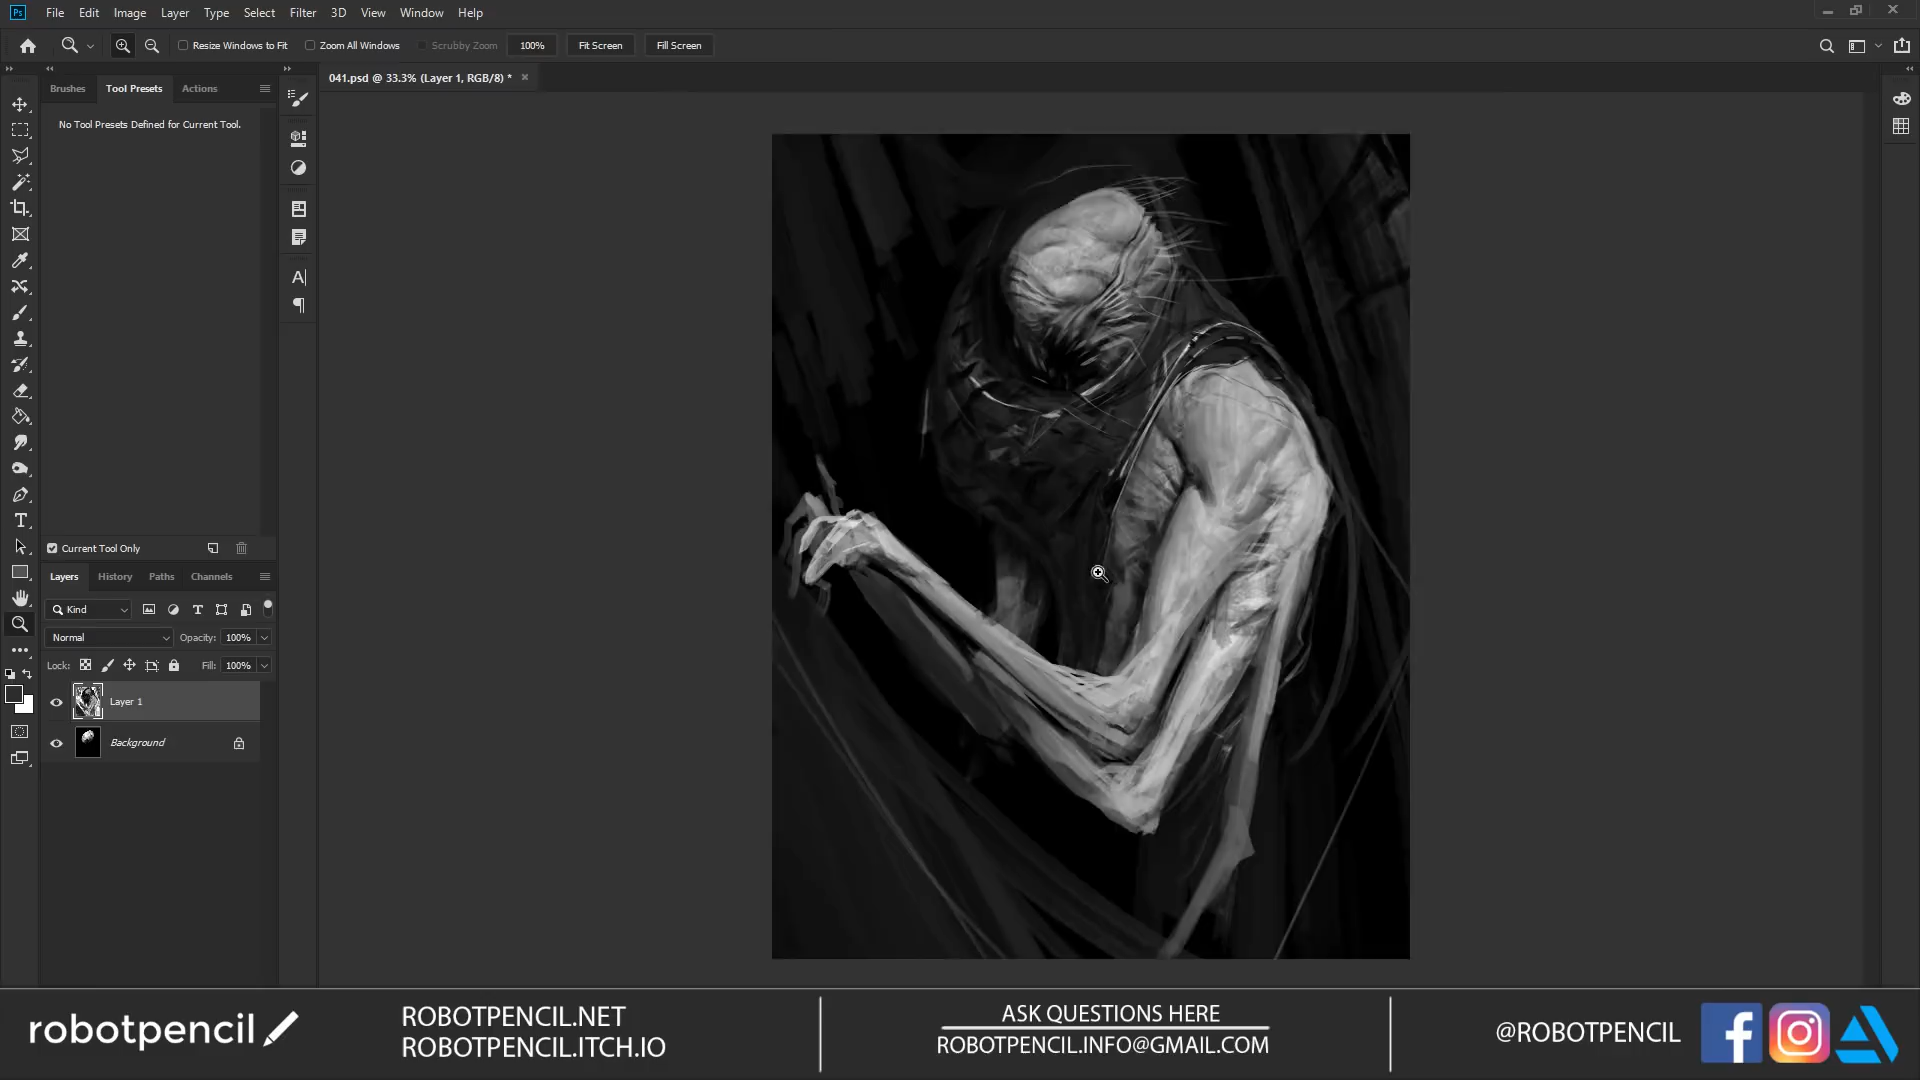 Ps File Edit Image Layer Type Select Filter 3D View Window Help
Resize Windows to Fit Zoom All Windows Scrubby Zoom 100% Fit Screen Fill Screen
041.psd @ 33.3% (Layer 1, RGB/8) *
Brushes Tool Presets Actions
No Tool Presets Defined for Current Tool.
Current Tool Only
Layers History Paths Channels
Kind
Normal Opacity: 100%
Lock: Fill: 100%
Layer 1
Background
robotpencil
ROBOTPENCIL.NET
ROBOTPENCIL.ITCH.IO
ASK QUESTIONS HERE
ROBOTPENCIL.INFO@GMAIL.COM
@ROBOTPENCIL